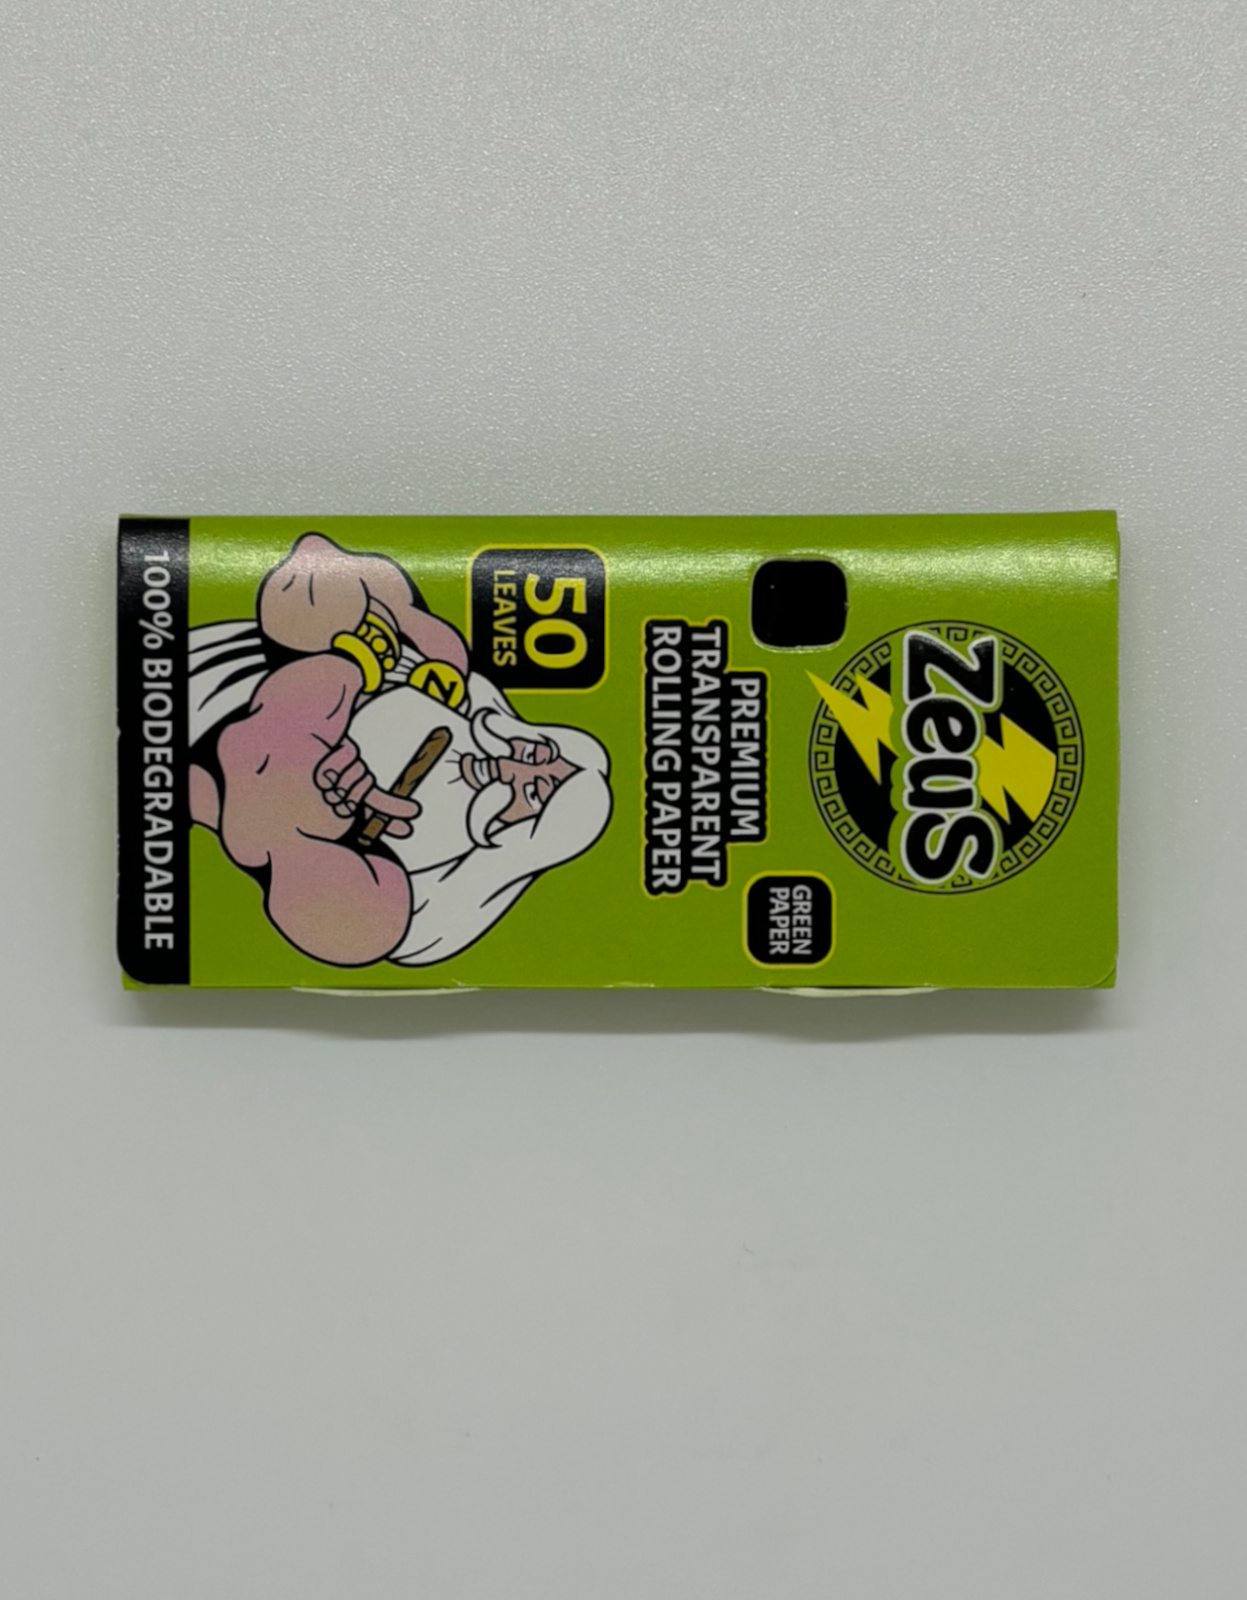 Zeus
GREEN
PAPER
PREMIUM
TRANSPARENT
ROLLING PAPER
50
LEAVES
Z
100% BIODEGRADABLE